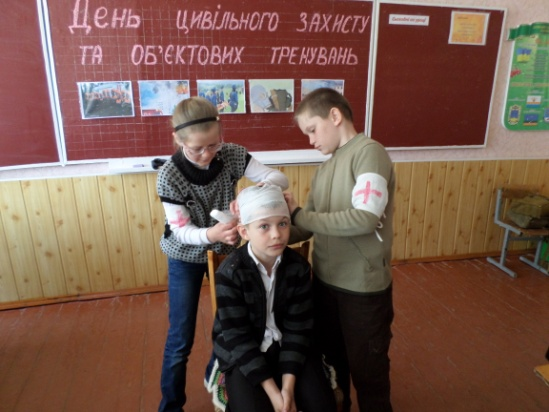 День цивільного захисту
та об'єктових тренувань